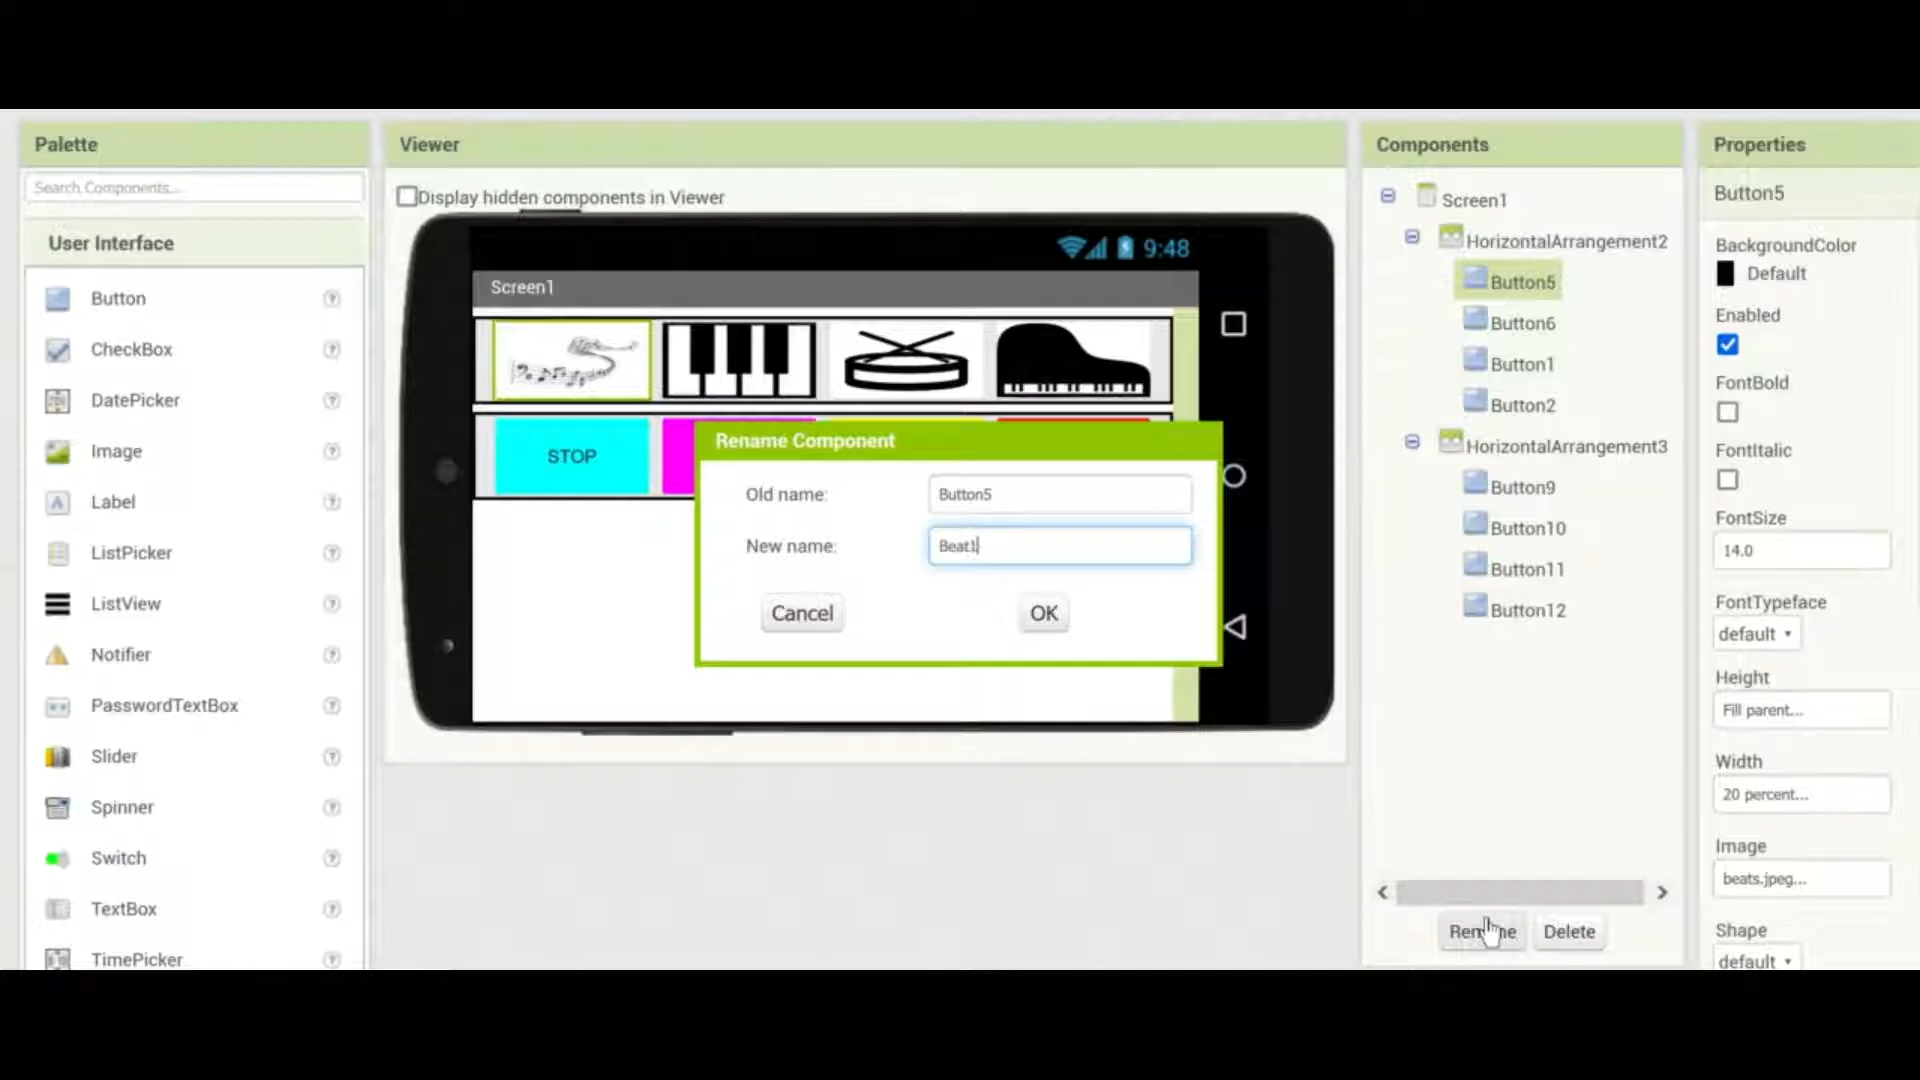 Palette
Search Components...
User Interface
Button
CheckBox
DatePicker
Image
Label
ListPicker
ListView
Notifier
PasswordTextBox
Slider
Spinner
Switch
TextBox
TimePicker
Viewer
Display hidden components in Viewer
9:48
Screen1
STOP
Rename Component
Old name:
Button5
New name:
Beat1
Cancel
OK
Components
Screen1
HorizontalArrangement2
Button5
Button6
Button1
Button2
HorizontalArrangement3
Button9
Button10
Button11
Button12
Delete
Properties
Button5
BackgroundColor
Default
Enabled
FontBold
FontItalic
FontSize
14.0
FontTypeface
default
Height
Fill parent...
Width
20 percent...
Image
beats.jpeg...
Shape
default